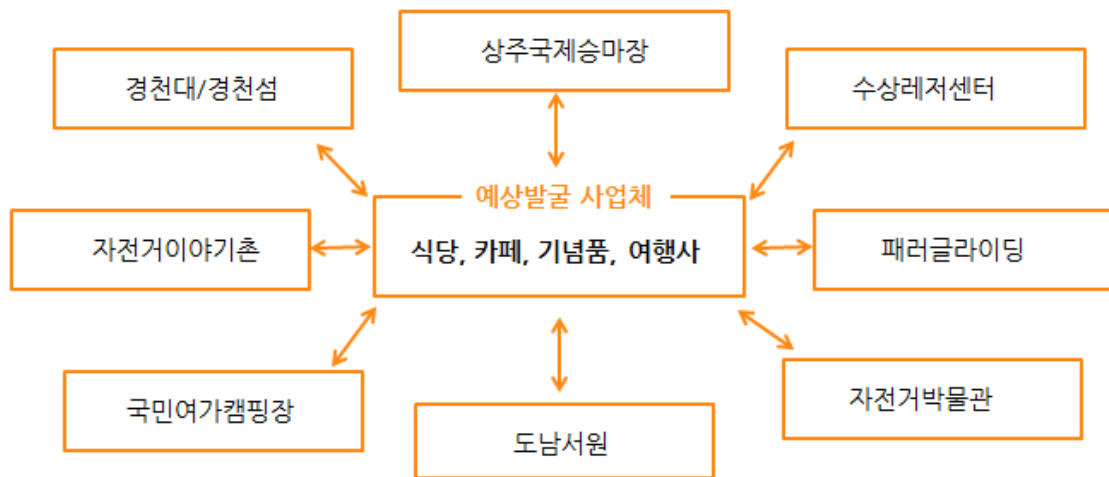 상주국제승마장
경천대/경천섬
수상레저센터
예상발굴 사업체
식당, 카페, 기념품, 여행사
자전거이야기촌
패러글라이딩
국민여가캠핑장
자전거박물관
도남서원